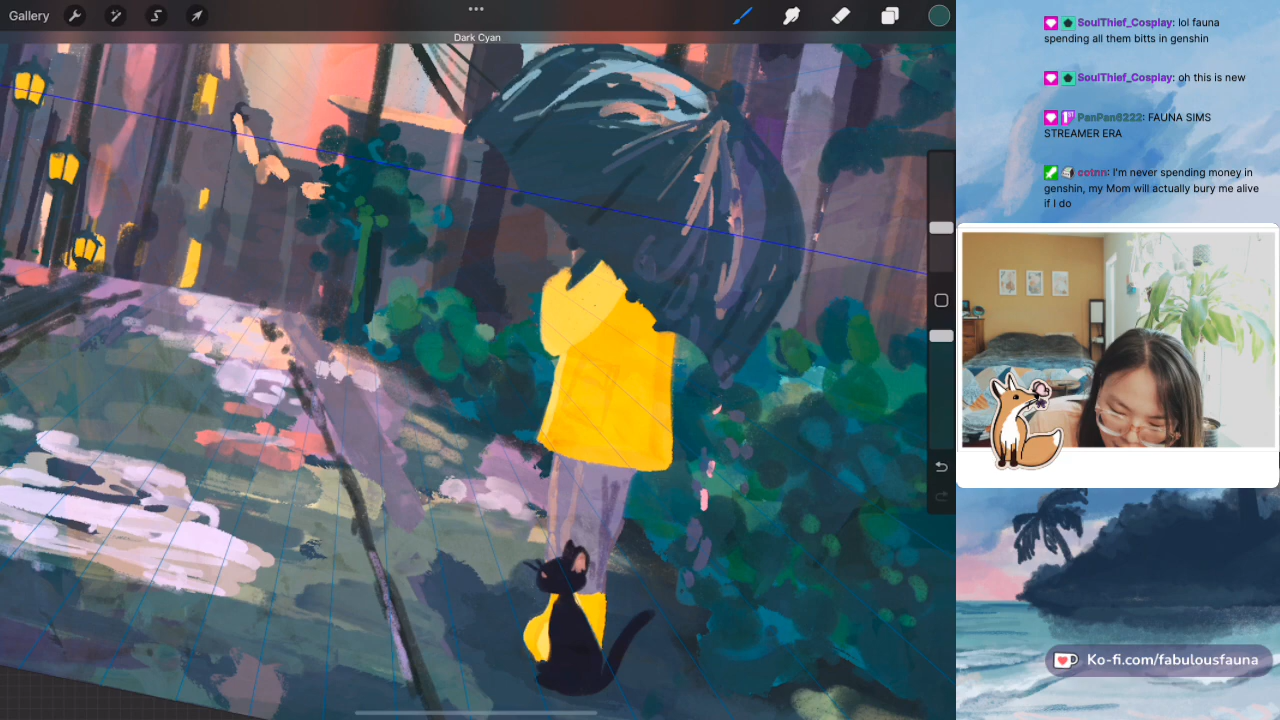 Gallery
Dark Cyan
SoulThief_Cosplay: lol fauna
spending all them bitts in genshin
SoulThief_Cosplay: oh this is new
1ST PanPan6222: FAUNA SIMS
STREAMER ERA
cotnn: I'm never spending money in
genshin, my Mom will actually bury me alive
if I do
Ko-fi.com/fabulousfauna